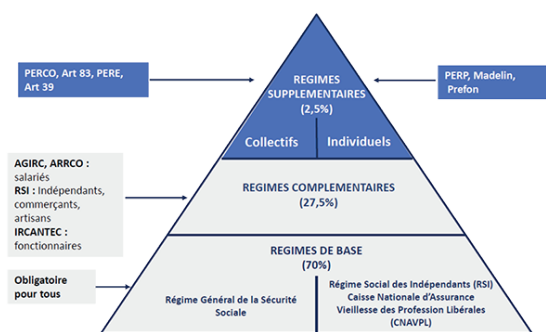 PERCO, Art 83, PERE,
Art 39
REGIMES
SUPPLEMENTAIRES
(2,5%)
Collectifs
Individuels
PERP, Madelin,
Prefon
AGIRC, ARRCO :
salariés
RSI : Indépendants,
commerçants,
artisans
IRCANTEC :
fonctionnaires
REGIMES COMPLEMENTAIRES
(27,5%)
Obligatoire
pour tous
REGIMES DE BASE
(70%)
Régime Général de la Sécurité
Sociale
Régime Social des Indépendants (RSI)
Caisse Nationale d'Assurance
Vieillesse des Profession Libérales
(CNAVPL)